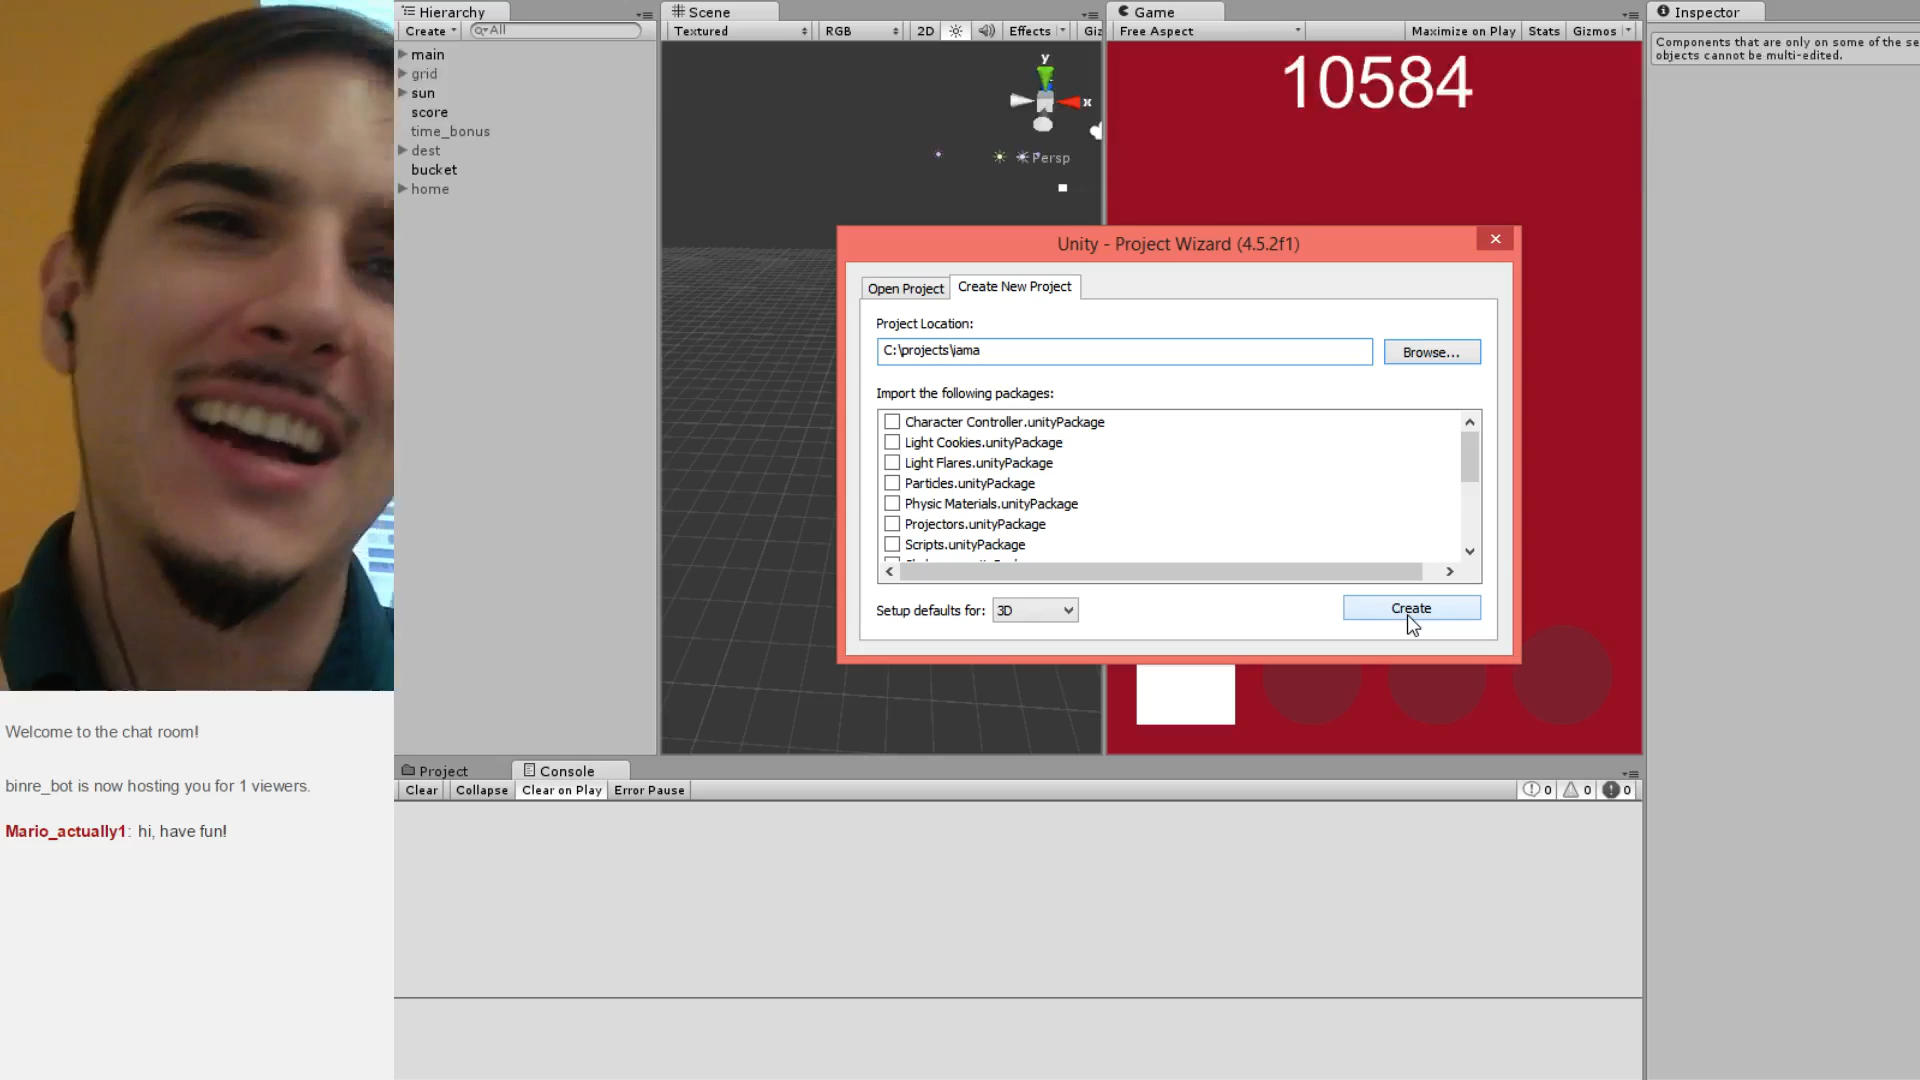 Hierarchy
Create
All
main
grid
sun
score
time_bonus
dest
bucket
home
Scene
Textured
RGB
2D
Effects
Giz
y
x
Persp
Game
Free Aspect
Maximize on Play
Stats
Gizmos
10584
Inspector
Components that are only on some of the se
objects cannot be multi-edited.
Unity - Project Wizard (4.5.2f1)
Open Project
Create New Project
Project Location:
C:\projects\iama
Browse...
Import the following packages:
Character Controller.unityPackage
Light Cookies.unityPackage
Light Flares.unityPackage
Particles.unityPackage
Physic Materials.unityPackage
Projectors.unityPackage
Scripts.unityPackage
Setup defaults for:
3D
Create
Welcome to the chat room!
binre_bot is now hosting you for 1 viewers.
Mario_actually1: hi, have fun!
Project
Console
Clear
Collapse
Clear on Play
Error Pause
0
0
0